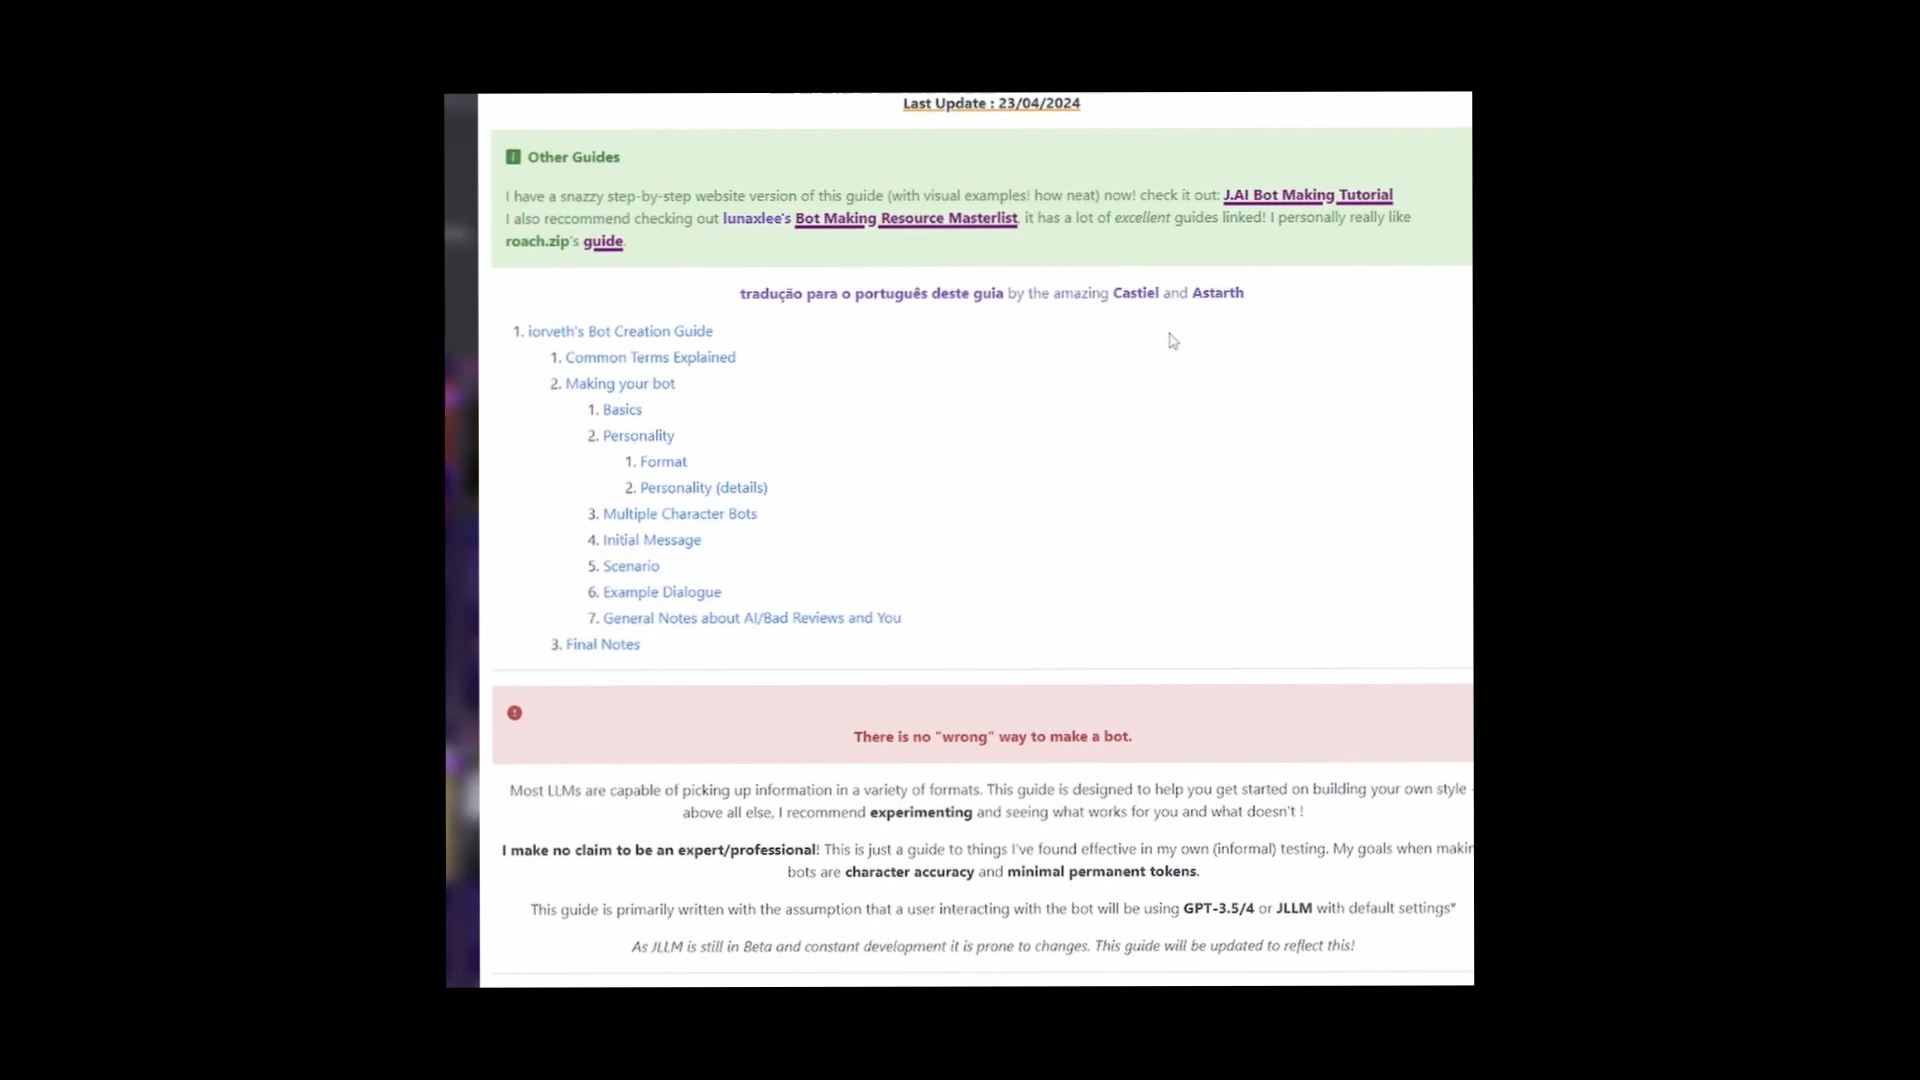 Last Update : 23/04/2024
Other Guides
I have a snazzy step-by-step website version of this guide (with visual examples! how neat) now! check it out: J.AI Bot Making Tutorial
I also reccommend checking out lunaxlee's Bot Making Resource Masterlist, it has a lot of excellent guides linked! I personally really like
roach.zip's guide.
tradução para o português deste guia by the amazing Castiel and Astarth
1. iorveth's Bot Creation Guide
1. Common Terms Explained
2. Making your bot
1. Basics
2. Personality
1. Format
2. Personality (details)
3. Multiple Character Bots
4. Initial Message
5. Scenario
6. Example Dialogue
7. General Notes about AI/Bad Reviews and You
3. Final Notes
There is no "wrong" way to make a bot.
Most LLMs are capable of picking up information in a variety of formats. This guide is designed to help you get started on building your own style -
above all else, I recommend experimenting and seeing what works for you and what doesn't !
I make no claim to be an expert/professional! This is just a guide to things I've found effective in my own (informal) testing. My goals when makin
bots are character accuracy and minimal permanent tokens.
This guide is primarily written with the assumption that a user interacting with the bot will be using GPT-3.5/4 or JLLM with default settings*
As JLLM is still in Beta and constant development it is prone to changes. This guide will be updated to reflect this!